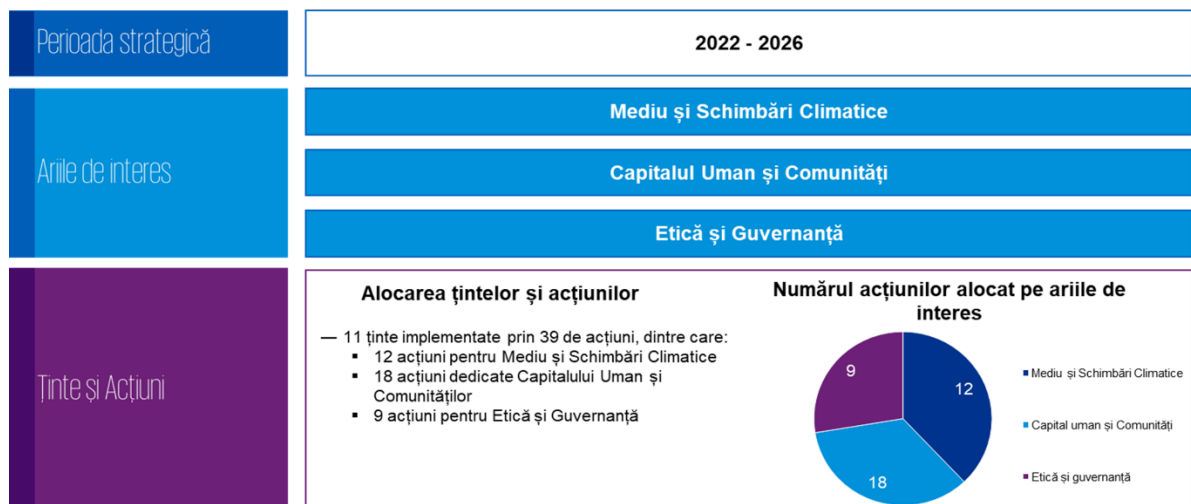 Perioada strategică
2022 - 2026
Ariile de interes
Mediu și Schimbări Climatice
Capitalul Uman și Comunități
Etică și Guvernanță
Ținte și Acțiuni
Alocarea țintelor și acțiunilor
— 11 ținte implementate prin 39 de acțiuni, dintre care:
▪ 12 acțiuni pentru Mediu și Schimbări Climatice
▪ 18 acțiuni dedicate Capitalului Uman și
Comunităților
▪ 9 acțiuni pentru Etică și Guvernanță
Numărul acțiunilor alocat pe ariile de
interes
9
12
18
Mediu și Schimbări Climatice
Capital uman și Comunități
Etică și guvernanță